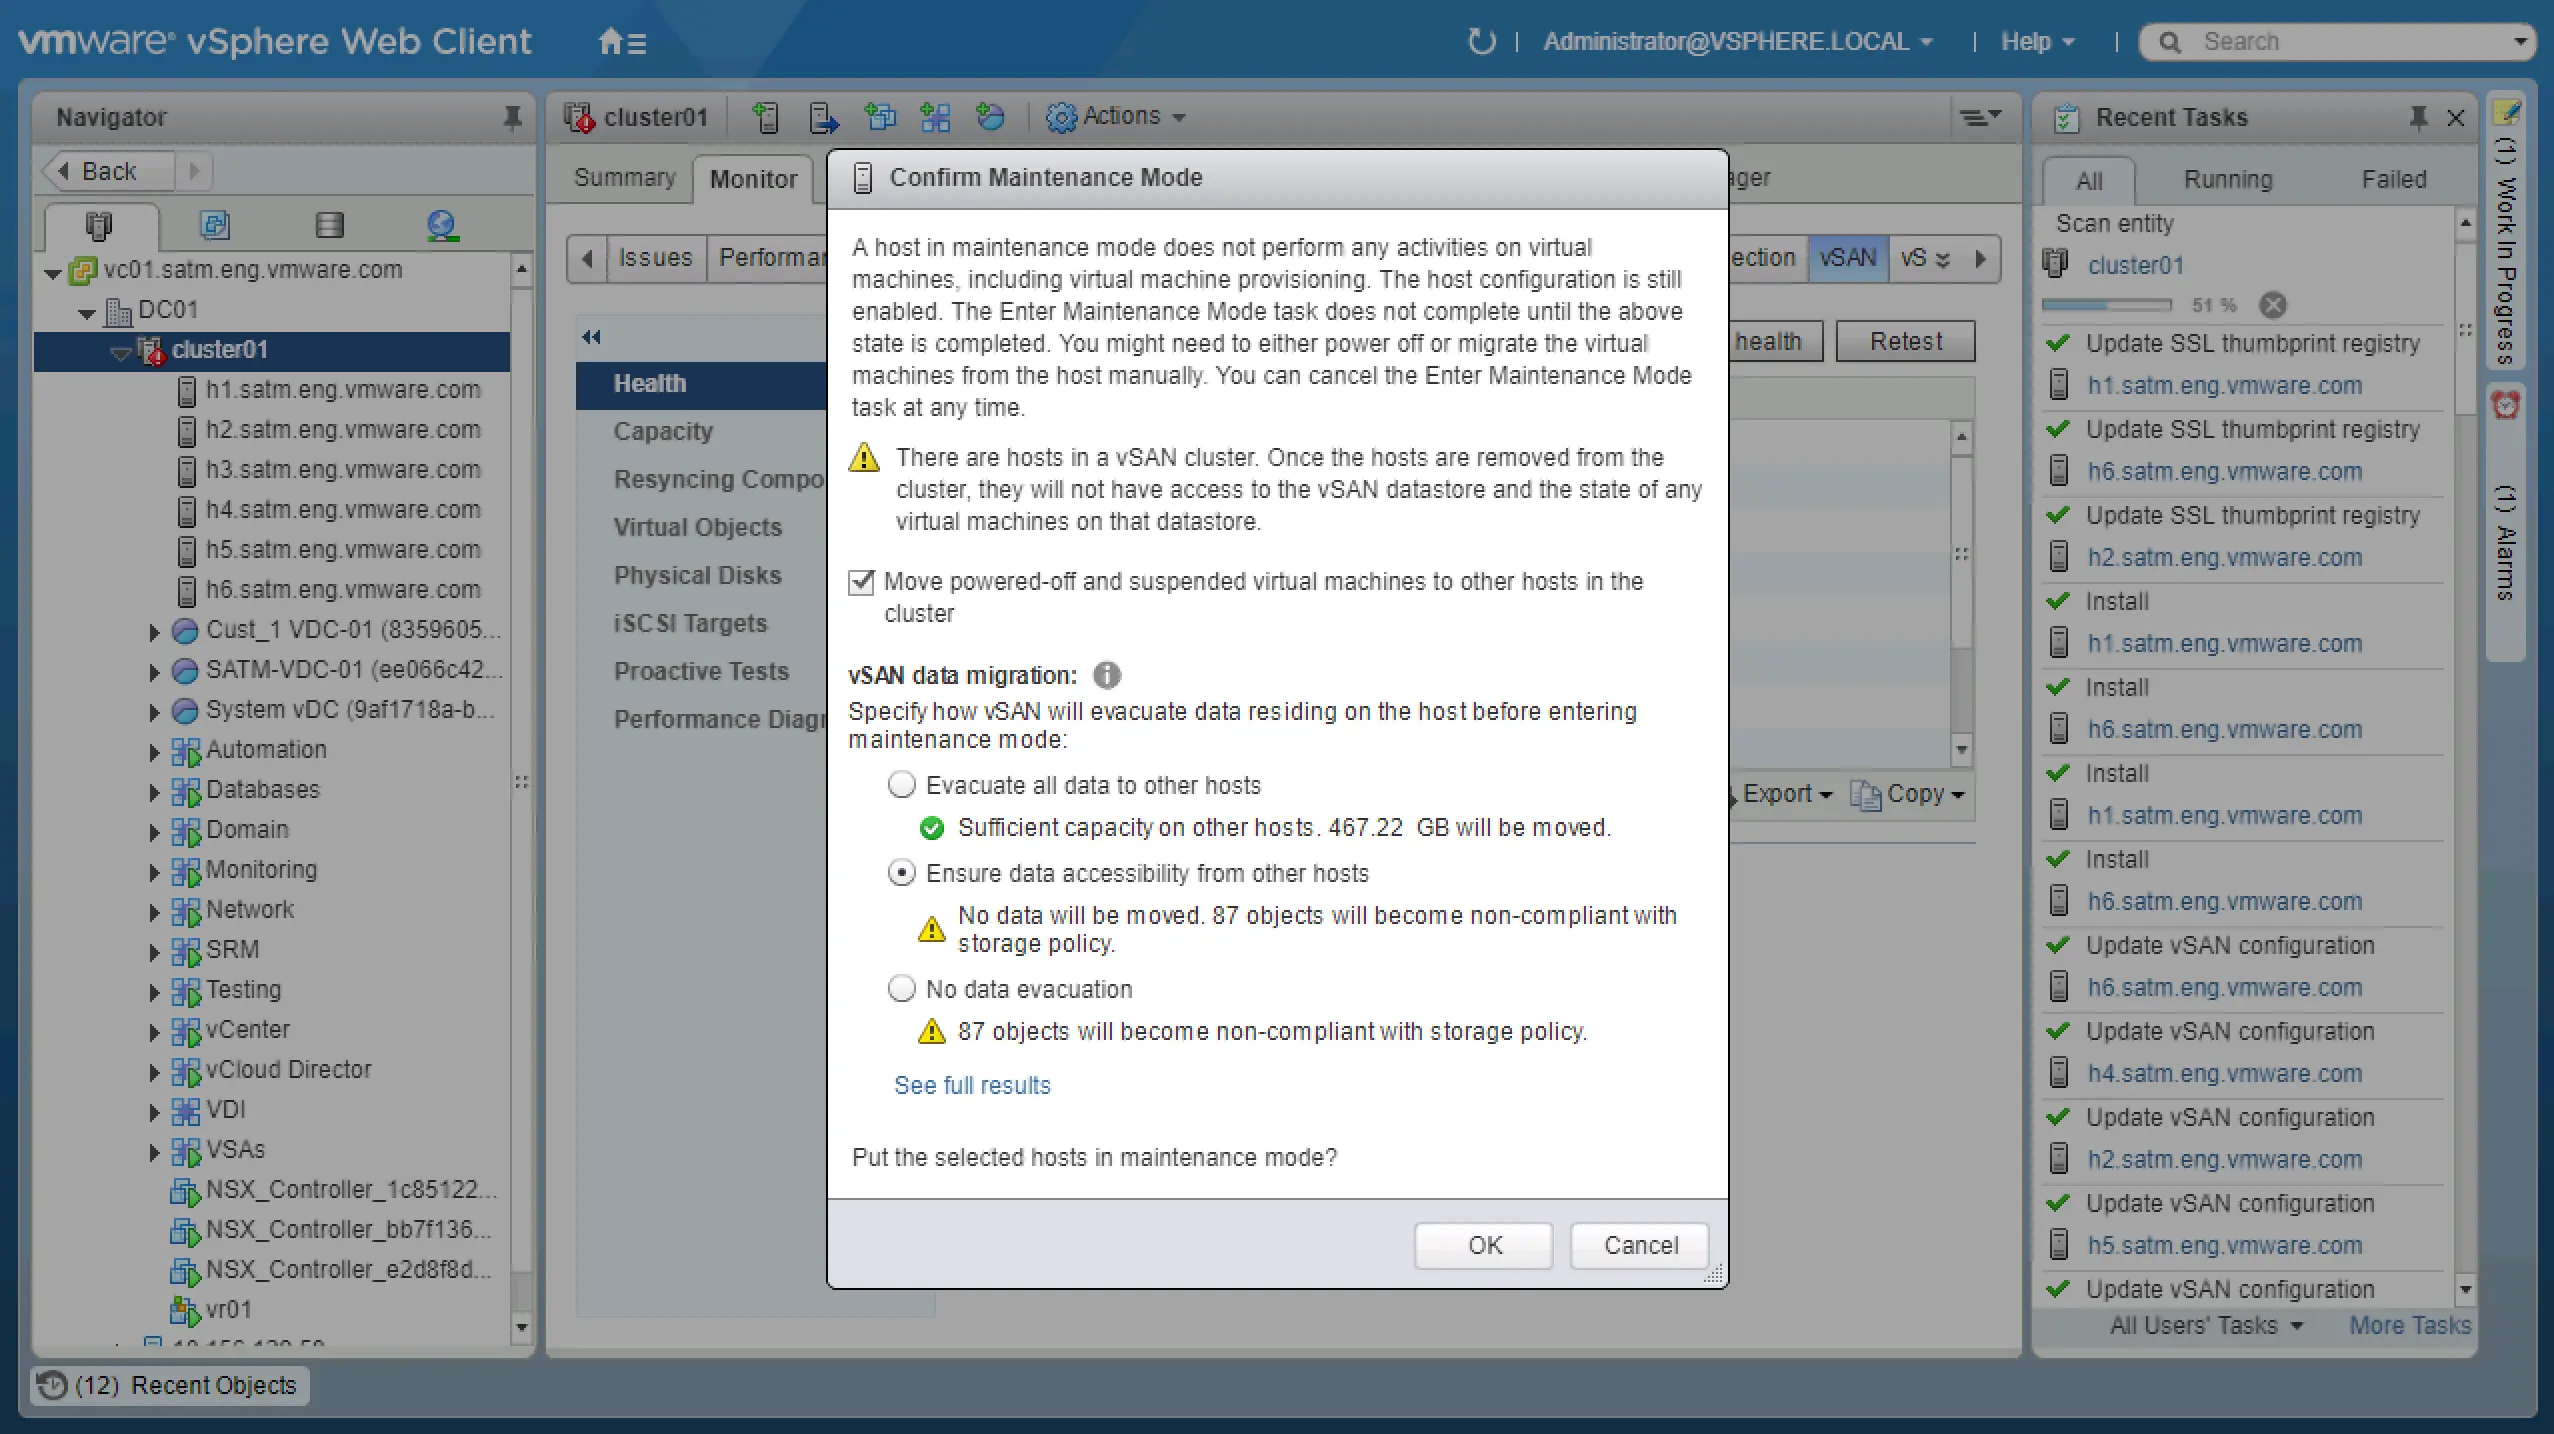 vmware® vSphere Web Client
Administrator@VSPHERE.LOCAL
Help
Search
Navigator
Back
vc01.satm.eng.vmware.com
DC01
cluster01
h1.satm.eng.vmware.com
h2.satm.eng.vmware.com
h3.satm.eng.vmware.com
h4.satm.eng.vmware.com
h5.satm.eng.vmware.com
h6.satm.eng.vmware.com
Cust_1 VDC-01 (8359605...
SATM-VDC-01 (ee066c42...
System vDC (9af1718a-b...
Automation
Databases
Domain
Monitoring
Network
SRM
Testing
vCenter
vCloud Director
VDI
VSAs
NSX_Controller_1c85122...
NSX_Controller_bb7f136...
NSX_Controller_e2d8f8d...
vr01
(12) Recent Objects
cluster01
Actions
Summary
Monitor
ager
Issues
Performar
ection
vSAN
vS
health
Retest
Health
Capacity
Resyncing Compo
Virtual Objects
Physical Disks
iSCSI Targets
Proactive Tests
Performance Diagr
Export
Copy
Confirm Maintenance Mode
A host in maintenance mode does not perform any activities on virtual
machines, including virtual machine provisioning. The host configuration is still
enabled. The Enter Maintenance Mode task does not complete until the above
state is completed. You might need to either power off or migrate the virtual
machines from the host manually. You can cancel the Enter Maintenance Mode
task at any time.
There are hosts in a vSAN cluster. Once the hosts are removed from the
cluster, they will not have access to the vSAN datastore and the state of any
virtual machines on that datastore.
Move powered-off and suspended virtual machines to other hosts in the
cluster
vSAN data migration:
Specify how vSAN will evacuate data residing on the host before entering
maintenance mode:
Evacuate all data to other hosts
Sufficient capacity on other hosts. 467.22 GB will be moved.
Ensure data accessibility from other hosts
No data will be moved. 87 objects will become non-compliant with
storage policy.
No data evacuation
87 objects will become non-compliant with storage policy.
See full results
Put the selected hosts in maintenance mode?
OK
Cancel
Recent Tasks
All
Running
Failed
Scan entity
cluster01
51 %
Update SSL thumbprint registry
h1.satm.eng.vmware.com
Update SSL thumbprint registry
h6.satm.eng.vmware.com
Update SSL thumbprint registry
h2.satm.eng.vmware.com
Install
h1.satm.eng.vmware.com
Install
h6.satm.eng.vmware.com
Install
h1.satm.eng.vmware.com
Install
h6.satm.eng.vmware.com
Update vSAN configuration
h6.satm.eng.vmware.com
Update vSAN configuration
h4.satm.eng.vmware.com
Update vSAN configuration
h2.satm.eng.vmware.com
Update vSAN configuration
h5.satm.eng.vmware.com
Update vSAN configuration
All Users' Tasks
More Tasks
(1) Work In Progress
(1) Alarms